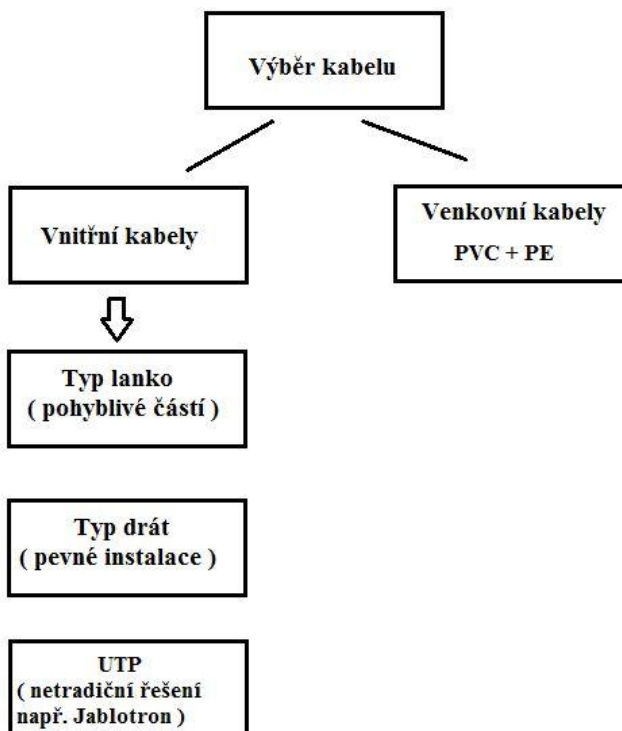 Výběr kabelu
Vnitřní kabely
Venkovní kabely
PVC + PE
Typ lanko
( pohyblivé částí )
Typ drát
( pevné instalace )
UTP
( netradiční řešení
např. Jablotron )